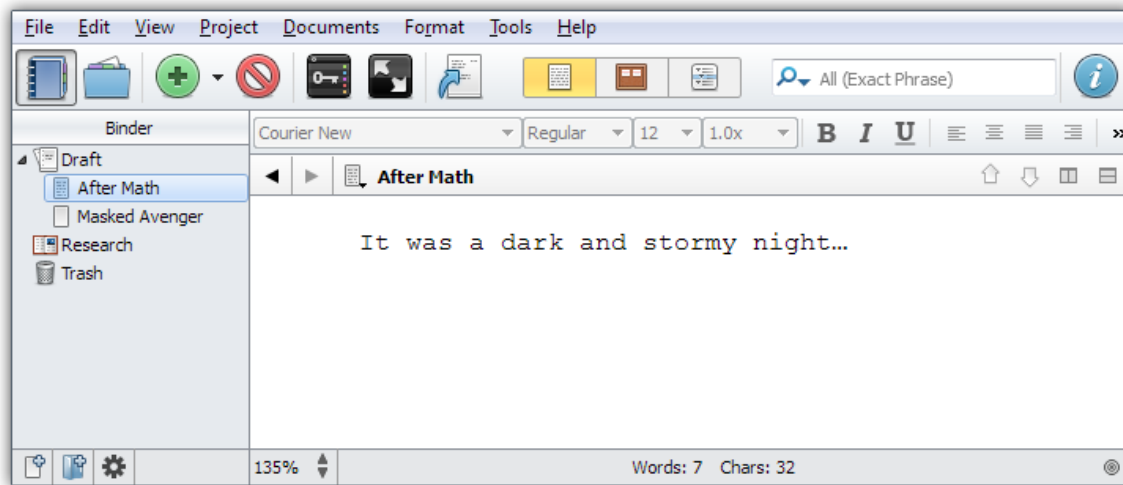 File Edit View Project Documents Format Tools Help
All (Exact Phrase)
Binder
Courier New Regular 12 1.0x B I U »
Draft
After Math
After Math
Masked Avenger
It was a dark and stormy night…
Research
Trash
135% Words: 7 Chars: 32